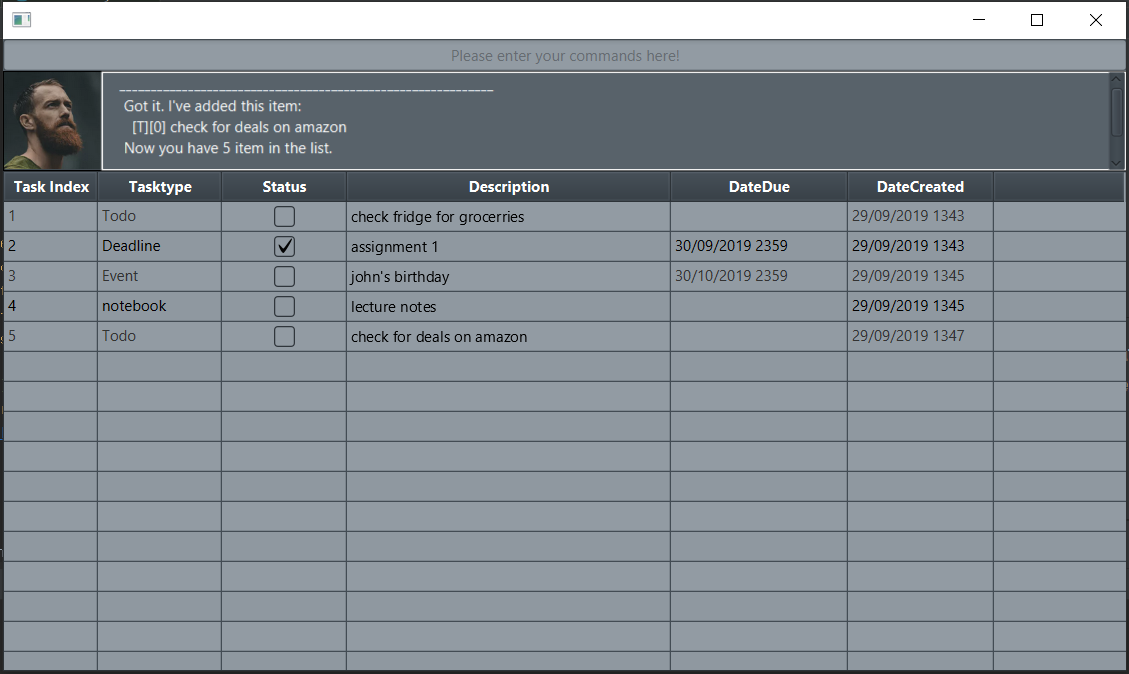 Please enter your commands here!
____________________________________________________________
Got it. I've added this item:
[T][0] check for deals on amazon
Now you have 5 item in the list.
Task Index Tasktype Status Description DateDue DateCreated
1 Todo check fridge for grocerries 29/09/2019 1343
2 Deadline assignment 1 30/09/2019 2359 29/09/2019 1343
3 Event john's birthday 30/10/2019 2359 29/09/2019 1345
4 notebook lecture notes 29/09/2019 1345
5 Todo check for deals on amazon 29/09/2019 1347